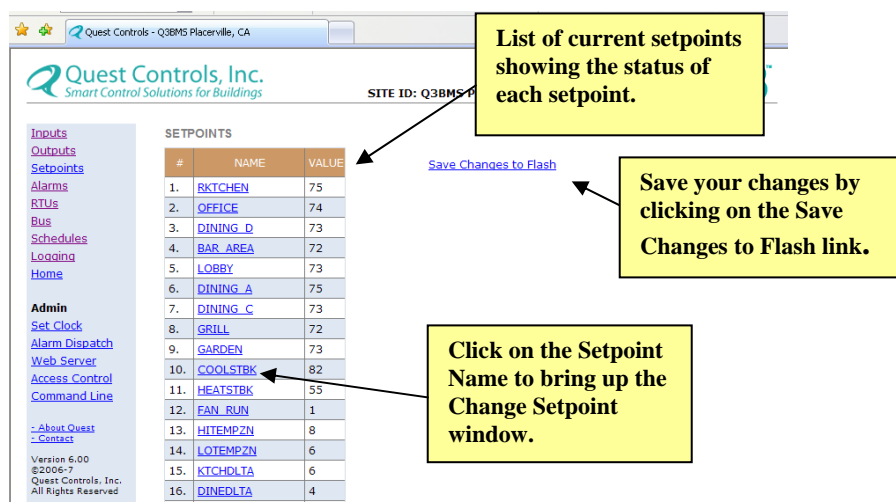 Quest Controls - Q3BMS Placerville, CA
Quest Controls, Inc.
Smart Control Solutions for Buildings
SITE ID: Q3BMS P
List of current setpoints
showing the status of
each setpoint.
Inputs
Outputs
Setpoints
Alarms
RTUs
Bus
Schedules
Logging
Home
Admin
Set Clock
Alarm Dispatch
Web Server
Access Control
Command Line
- About Quest
- Contact
Version 6.00
©2006-7
Quest Controls, Inc.
All Rights Reserved
SETPOINTS
# NAME VALUE
1. RKTCHEN 75
2. OFFICE 74
3. DINING_D 73
4. BAR_AREA 72
5. LOBBY 73
6. DINING_A 75
7. DINING_C 73
8. GRILL 72
9. GARDEN 73
10. COOLSTBK 82
11. HEATSTBK 55
12. FAN_RUN 1
13. HITEMPZN 8
14. LOTEMPZN 6
15. KTCHDLTA 6
16. DINEDLTA 4
Save Changes to Flash
Save your changes by
clicking on the Save
Changes to Flash link.
Click on the Setpoint
Name to bring up the
Change Setpoint
window.